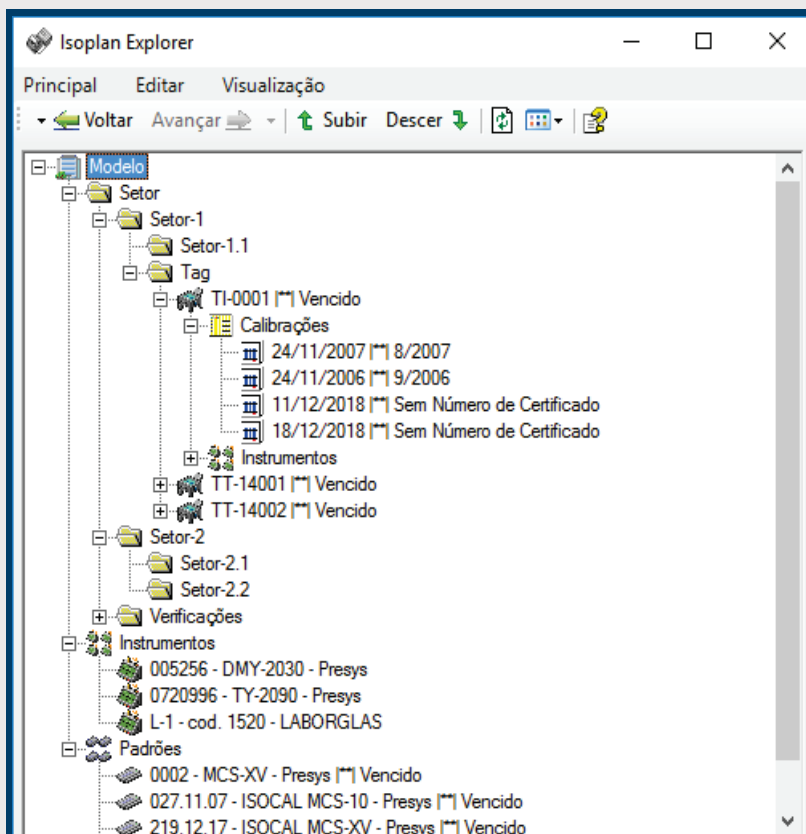 Isoplan Explorer
Principal Editar Visualização
Voltar Avançar Subir Descer
Modelo
Setor
Setor-1
Setor-1.1
Tag
TI-0001 |**| Vencido
Calibrações
24/11/2007 |**| 8/2007
24/11/2006 |**| 9/2006
11/12/2018 |**| Sem Número de Certificado
18/12/2018 |**| Sem Número de Certificado
Instrumentos
TT-14001 |**| Vencido
TT-14002 |**| Vencido
Setor-2
Setor-2.1
Setor-2.2
Verificações
Instrumentos
005256 - DMY-2030 - Presys
0720996 - TY-2090 - Presys
L-1 - cod. 1520 - LABORGLAS
Padrões
0002 - MCS-XV - Presys |**| Vencido
027.11.07 - ISOCAL MCS-10 - Presys |**| Vencido
219.12.17 - ISOCAL MCS-XV - Presys |**| Vencido